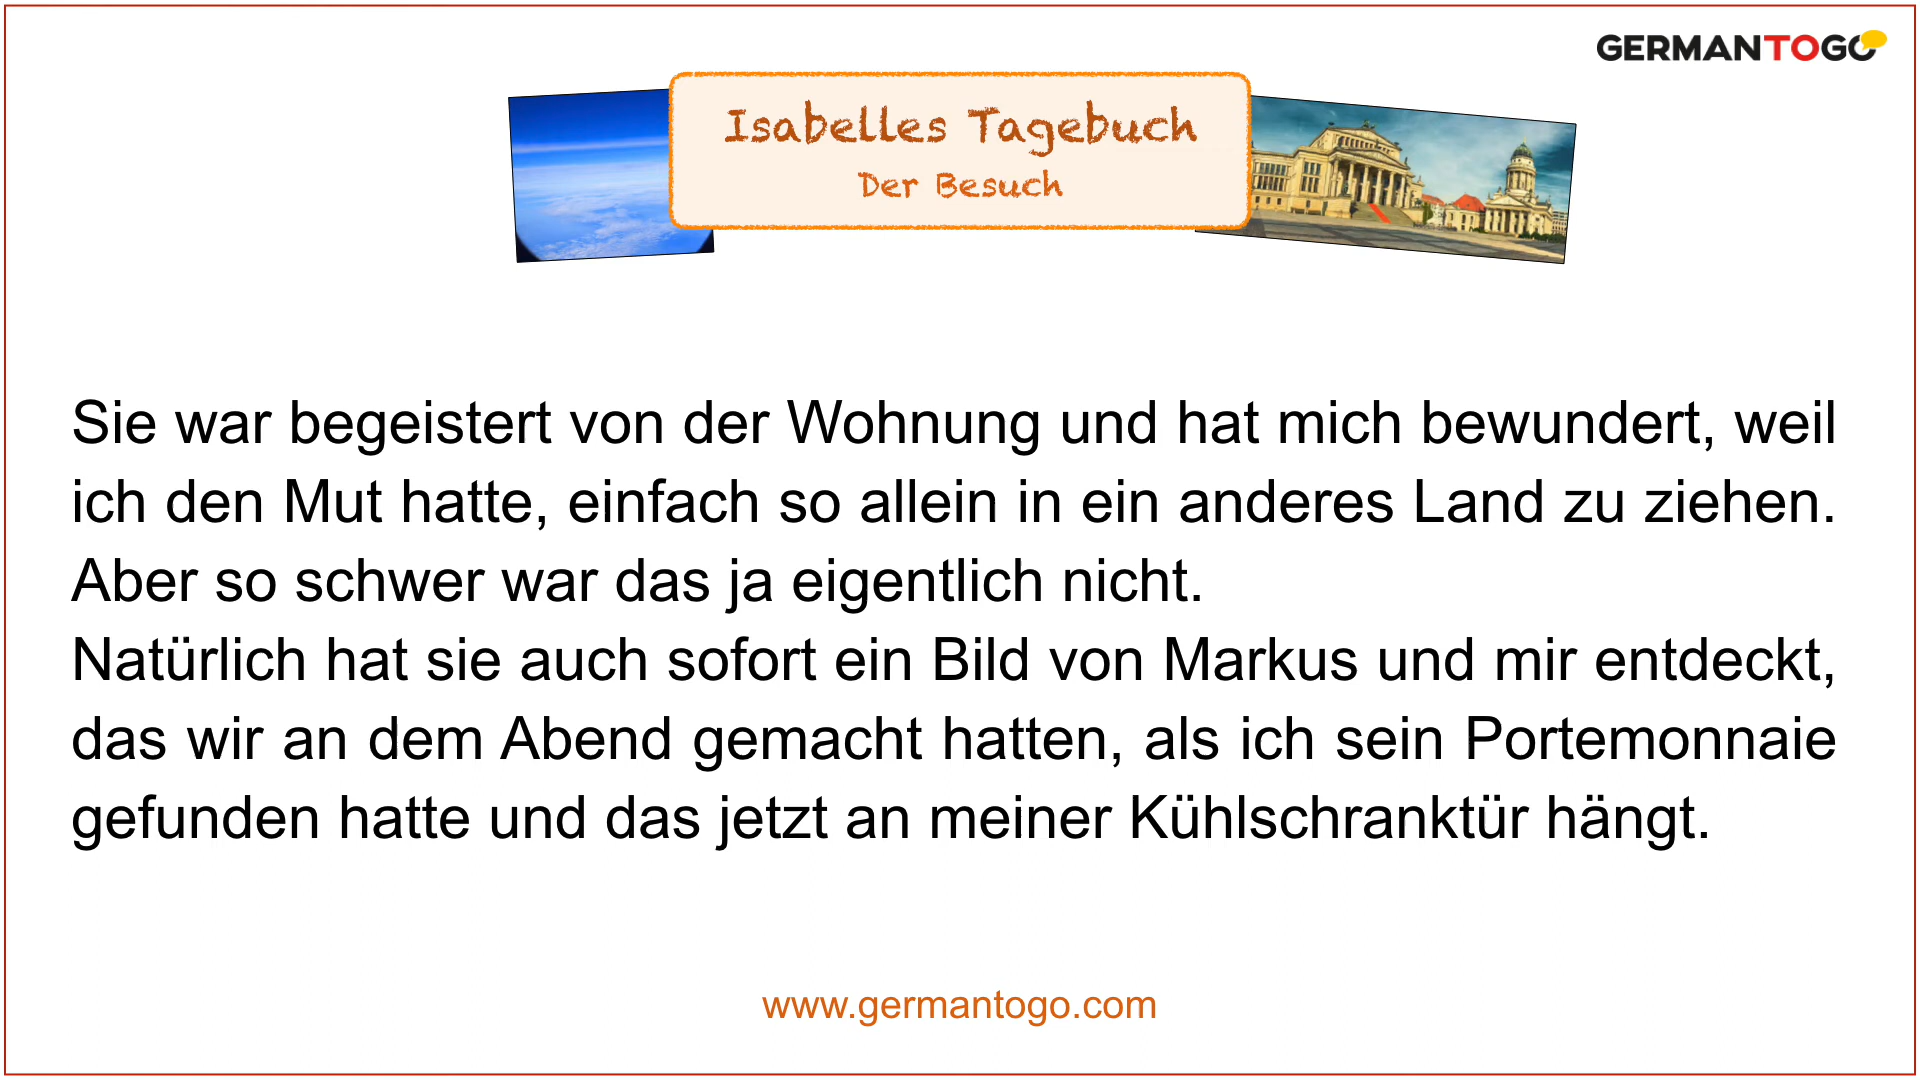 GERMANTOGO
Isabelles Tagebuch
Der Besuch
Sie war begeistert von der Wohnung und hat mich bewundert, weil
ich den Mut hatte, einfach so allein in ein anderes Land zu ziehen.
Aber so schwer war das ja eigentlich nicht.
Natürlich hat sie auch sofort ein Bild von Markus und mir entdeckt,
das wir an dem Abend gemacht hatten, als ich sein Portemonnaie
gefunden hatte und das jetzt an meiner Kühlschranktür hängt.
www.germantogo.com